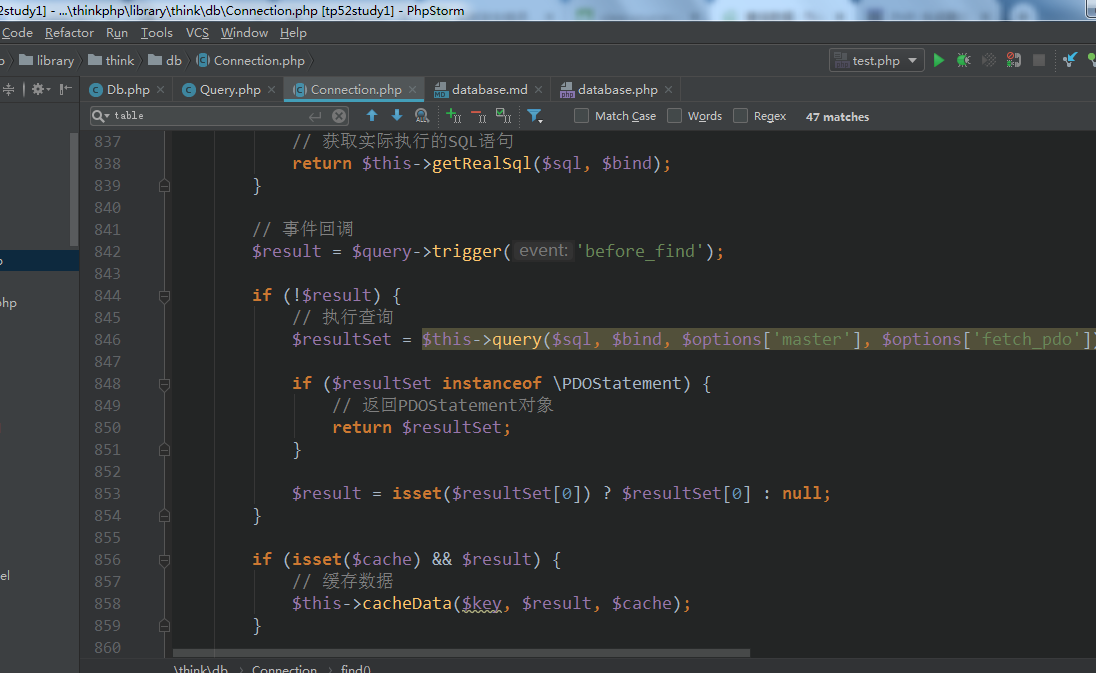 52study1] - ...\thinkphp\library\think\db\Connection.php [tp52study1] - PhpStorm
Code Refactor Run Tools VCS Window Help
library think db Connection.php test.php
Db.php Query.php Connection.php database.md database.php
table Match Case Words Regex 47 matches
837 // 获取实际执行的SQL语句
838 return $this->getRealSql($sql, $bind);
839 }
840
841 // 事件回调
842 $result = $query->trigger( event: 'before_find');
843
844 if (!$result) {
845 // 执行查询
846 $resultSet = $this->query($sql, $bind, $options['master'], $options['fetch_pdo'])
847
848 if ($resultSet instanceof \PDOStatement) {
849 // 返回PDOStatement对象
850 return $resultSet;
851 }
852
853 $result = isset($resultSet[0]) ? $resultSet[0] : null;
854 }
855
856 if (isset($cache) && $result) {
857 // 缓存数据
858 $this->cacheData($key, $result, $cache);
859 }
860
\think\db Connection find()